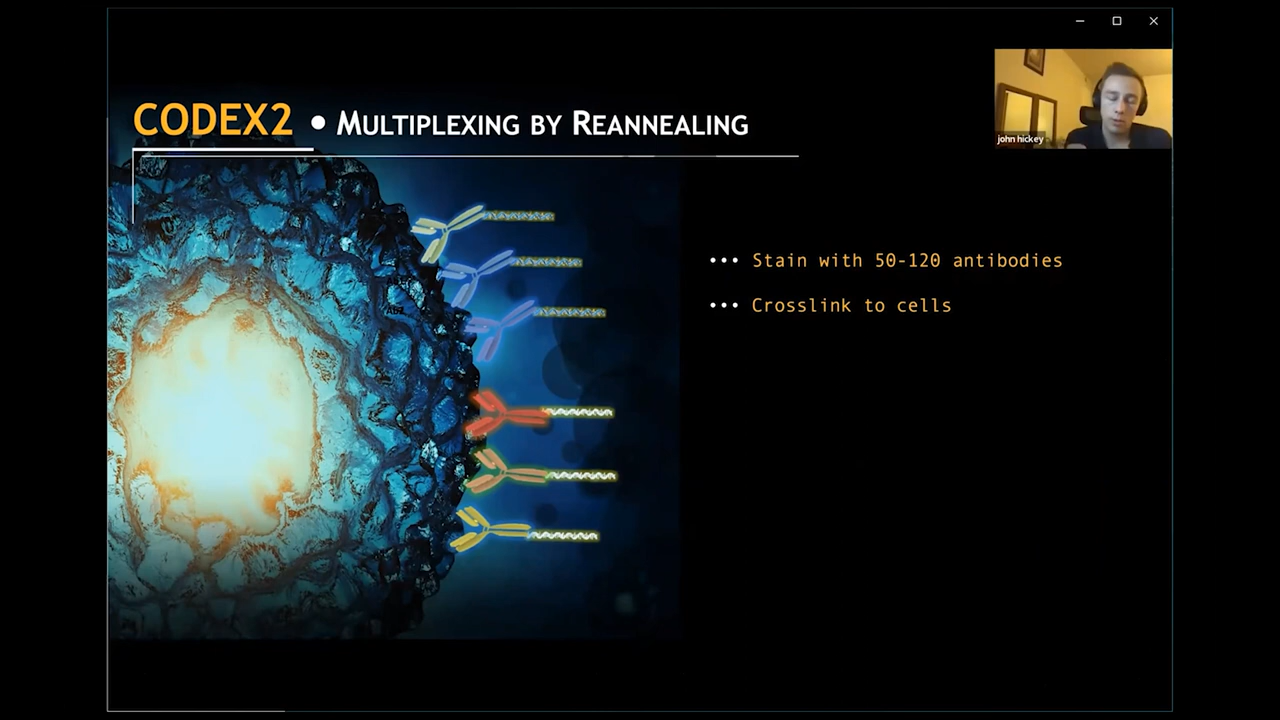 CODEX2 • MULTIPLEXING BY REANNEALING
john hickey
••• Stain with 50-120 antibodies
••• Crosslink to cells